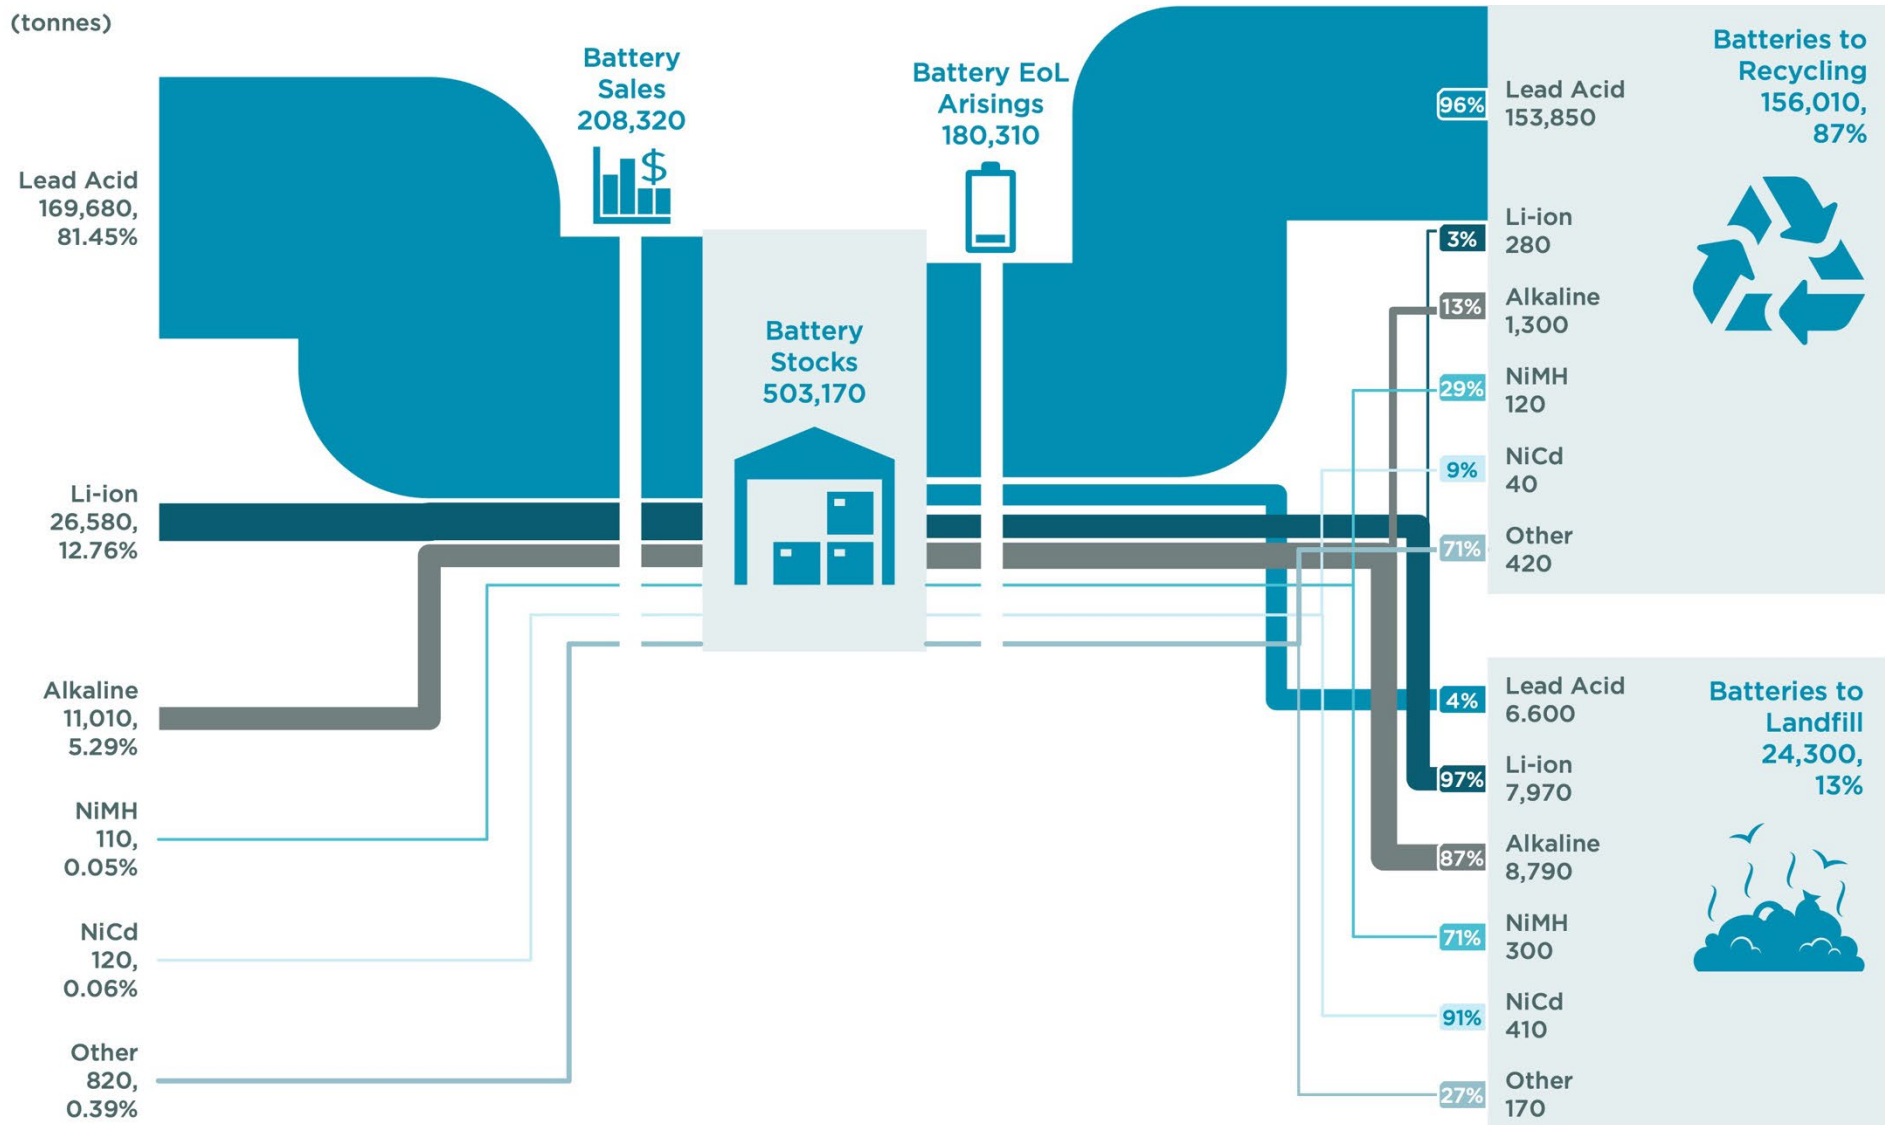 (tonnes)
Lead Acid
169,680,
81.45%
Li-ion
26,580,
12.76%
Alkaline
11,010,
5.29%
NiMH
110,
0.05%
NiCd
120,
0.06%
Other
820,
0.39%
Battery
Sales
208,320
$
Battery
Stocks
503,170
Battery EoL
Arisings
180,310
Batteries to
Recycling
156,010,
87%
96%
Lead Acid
153,850
3%
Li-ion
280
13%
Alkaline
1,300
29%
NiMH
120
9%
NiCd
40
71%
Other
420
Batteries to
Landfill
24,300,
13%
4%
Lead Acid
6.600
97%
Li-ion
7,970
87%
Alkaline
8,790
71%
NiMH
300
91%
NiCd
410
27%
Other
170